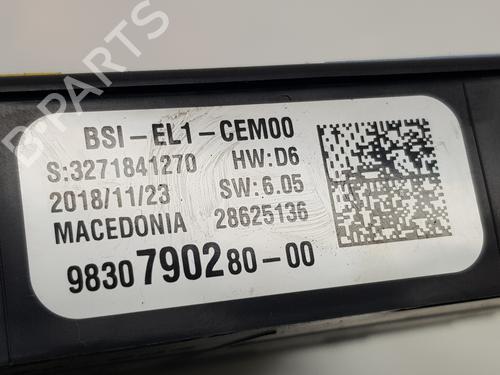 BSI-EL1-CEM00
S:3271841270 HW:D6
2018/11/23 SW:6.05
MACEDONIA 28625136
9830790280-00
B-PARTS